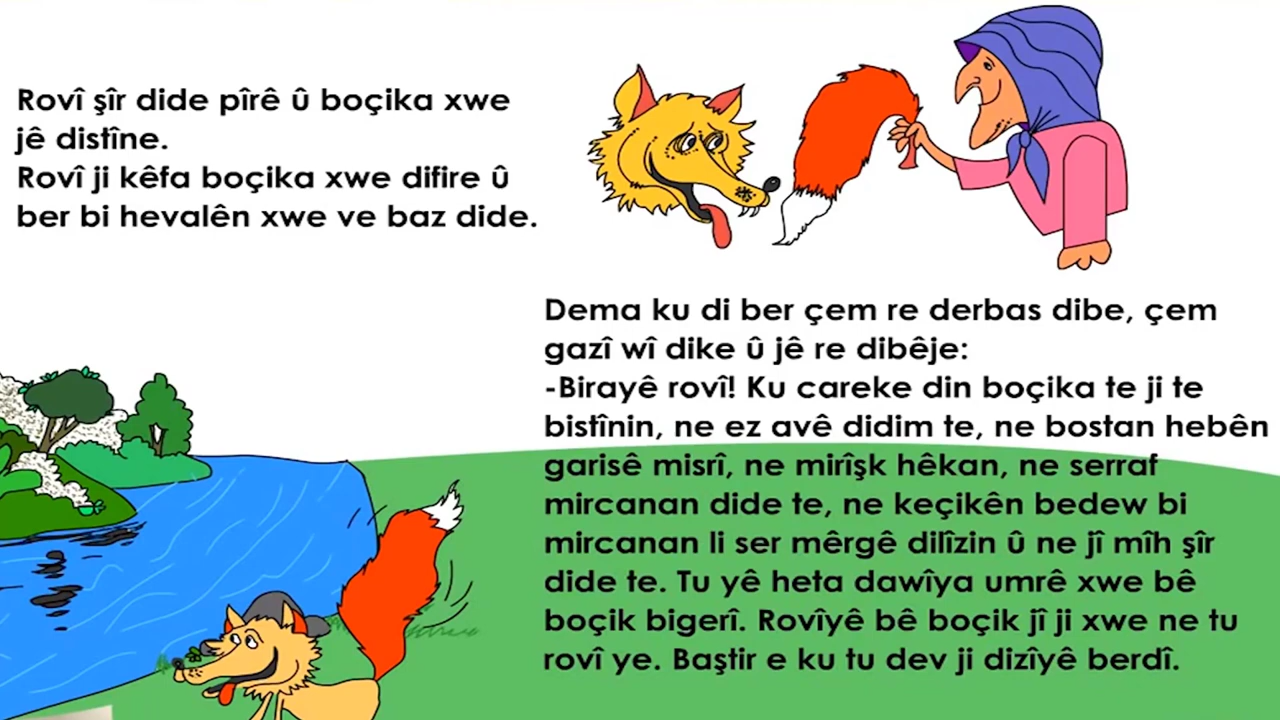 Rovî şîr dide pîrê û boçika xwe
jê distîne.
Rovî ji kêfa boçika xwe difire û
ber bi hevalên xwe ve baz dide.
Dema ku di ber çem re derbas dibe, çem
gazî wî dike û jê re dibêje:
-Birayê rovî! Ku careke din boçika te ji te
bistînin, ne ez avê didim te, ne bostan hebên
garisê misrî, ne mirîşk hêkan, ne serraf
mircanan dide te, ne keçikên bedew bi
mircanan li ser mêrgê dilîzin û ne jî mîh şîr
dide te. Tu yê heta dawîya umrê xwe bê
boçik bigerî. Rovîyê bê boçik jî ji xwe ne tu
rovî ye. Baştir e ku tu dev ji dizîyê berdî.